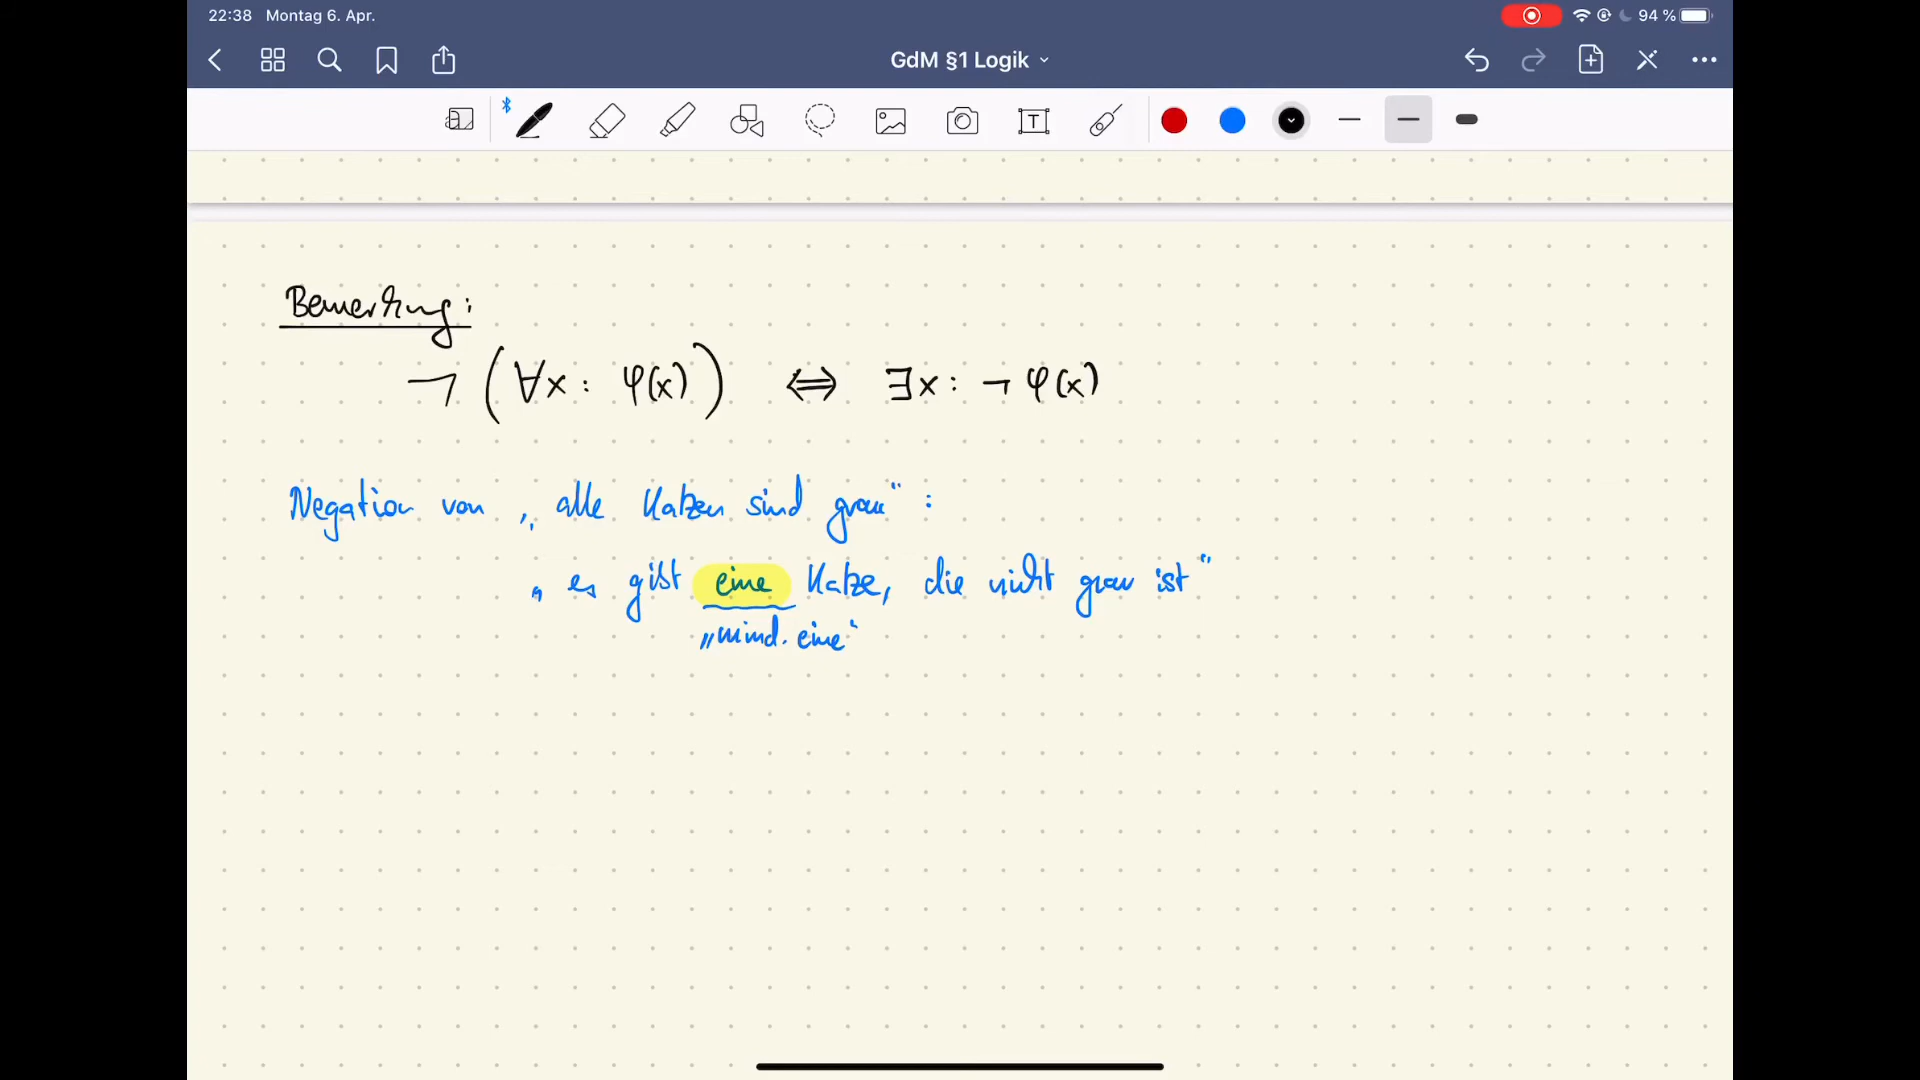 22:38 Montag 6. Apr. 94 %
GdM §1 Logik
T
Bemerkung:
¬ (∀x: φ(x)) ⟺ ∃x: ¬ φ(x)
Negation von „alle Katzen sind grau“:
„es gibt eine Katze, die nicht grau ist“
„mind. eine“